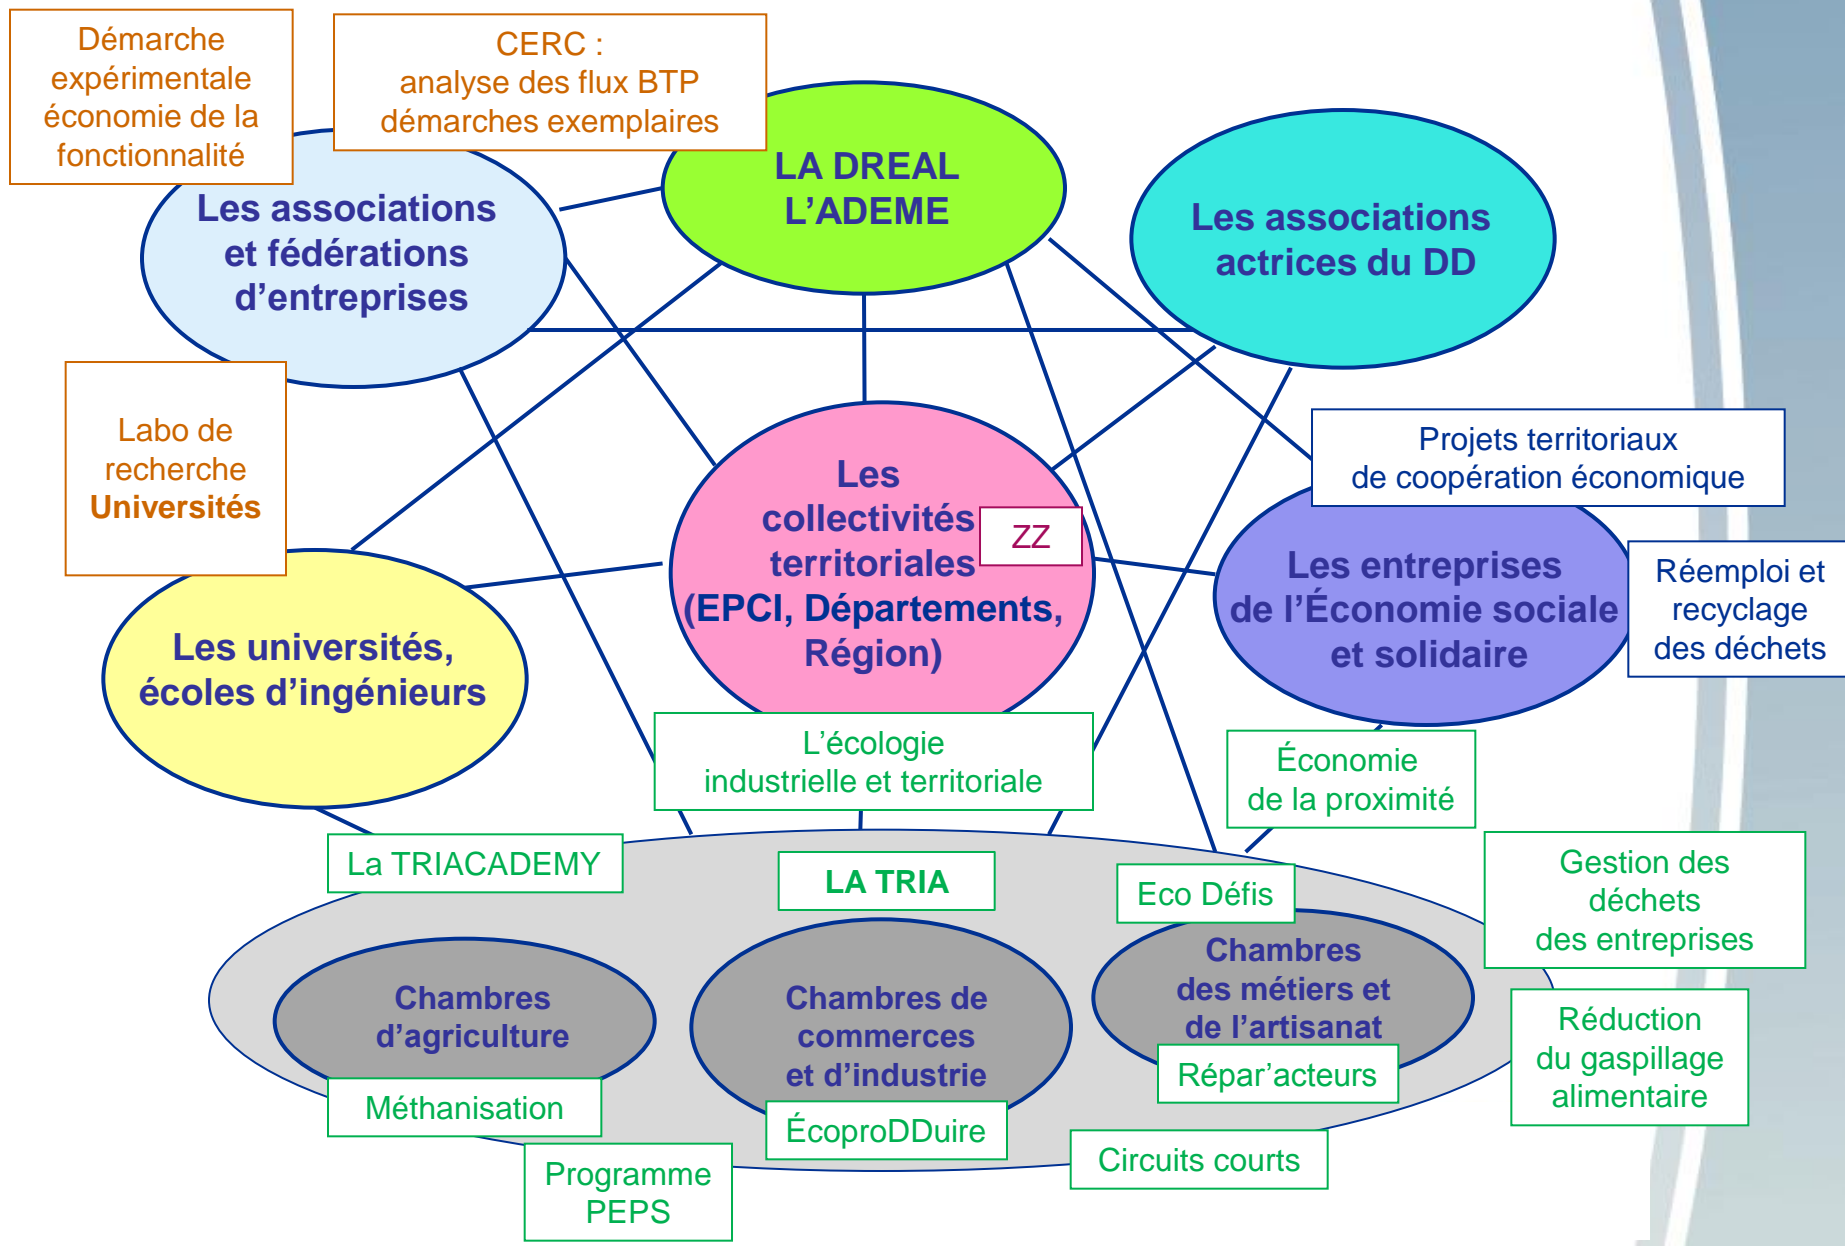 Démarche
expérimentale
économie de la
fonctionnalité
CERC :
analyse des flux BTP
démarches exemplaires
LA DREAL
L’ADEME
Les associations
et fédérations
d’entreprises
Les associations
actrices du DD
Labo de
recherche
Universités
Les
collectivités
territoriales
(EPCI, Départements,
Région)
ZZ
Projets territoriaux
de coopération économique
Les entreprises
de l’Économie sociale
et solidaire
Réemploi et
recyclage
des déchets
Les universités,
écoles d’ingénieurs
L’écologie
industrielle et territoriale
Économie
de la proximité
La TRIACADEMY
LA TRIA
Eco Défis
Gestion des
déchets
des entreprises
Chambres
d’agriculture
Chambres de
commerces
et d’industrie
Chambres
des métiers et
de l’artisanat
Réduction
du gaspillage
alimentaire
Méthanisation
ÉcoproDDuire
Répar’acteurs
Programme
PEPS
Circuits courts